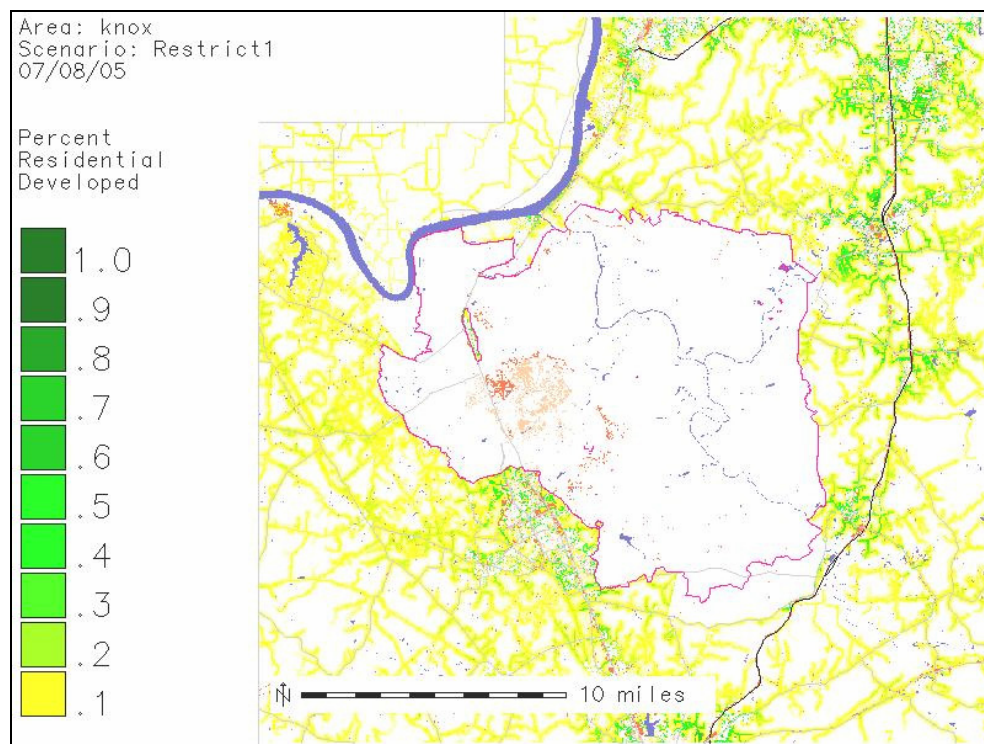 Area: knox
Scenario: Restrict1
07/08/05
Percent
Residential
Developed
1.0
.9
.8
.7
.6
.5
.4
.3
.2
.1
N
10 miles